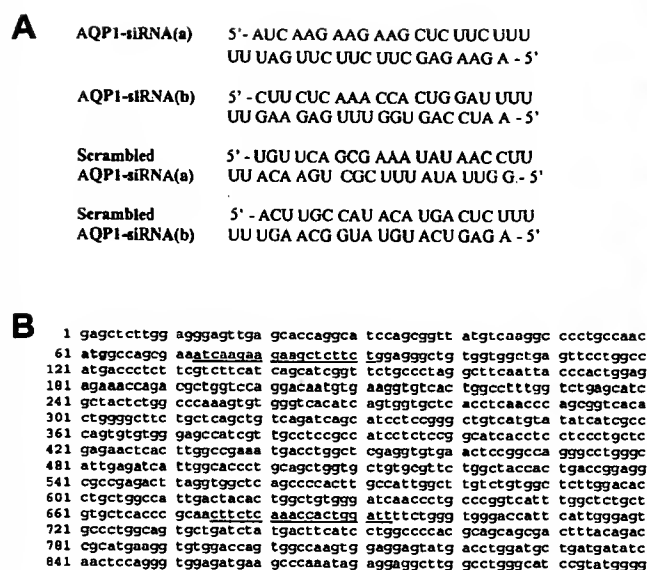 A
AQP1-siRNA(a) 5'- AUC AAG AAG AAG CUC UUC UUU
UU UAG UUC UUC UUC GAG AAG A - 5'
AQP1-siRNA(b) 5' - CUU CUC AAA CCA CUG GAU UUU
UU GAA GAG UUU GGU GAC CUA A - 5'
Scrambled 5' - UGU UCA GCG AAA UAU AAC CUU
AQP1-siRNA(a) UU ACA AGU CGC UUU AUA UUG G - 5'
Scrambled 5' - ACU UGC CAU ACA UGA CUC UUU
AQP1-siRNA(b) UU UGA ACG GUA UGU ACU GAG A - 5'
B
1 gagctcttgg agggagttga gcaccaggca tccagcggtt atgtcaaggc cccctgccaac
61 atggccagcg aaatcaagaa gaagctcttc tggagggctg tggtggctga gttcctggcc
121 atgaccctct tcgtcttcat cagcatcggt tctgccctag gcttcaatta cccactggag
181 agaaaccaga cgctggtcca ggacaatgtg aaggtgtcac tggcctttgg tctgagcatc
241 gctactctgg cccaaagtgt gggtcacatc agtggtgctc acctcaaccc agcggtcaca
301 ctggggcttc tgctcagctg tcagatcagc atcctccggg ctgtcatgta tatcatcgcc
361 cagtgtgtgg gagccatcgt tgcctccgcc atcctctccg gcatcacctc ctccctgctc
421 gagaactcac ttggccgaaa tgacctggct cgaggtgtga actccggcca gggcctgggc
481 attgagatca ttggcaccct gcagctggtg ctgtgcgttc tggctaccac tgaccggagg
541 cgccgagact taggtggctc agccccactt gccattggct tgtctgtggc tcttggacac
601 ctgctggcca ttgactacac tggctgtggg atcaaccctg cccggtcatt tggctctgct
661 gtgctcaccc gcaacttctc aaaccactgg attttctggg tgggaccatt cattgggagt
721 gccctggcag tgctgatcta tgacttcatc ctggccccac gcagcagcga ctttacagac
781 cgcatgaagg tgtggaccag tggccaagtg gaggagtatg acctggatgc tgatgatatc
841 aactccaggg tggagatgaa gcccaaatag aggaggcttg gcctgggcat ccgtatgggg